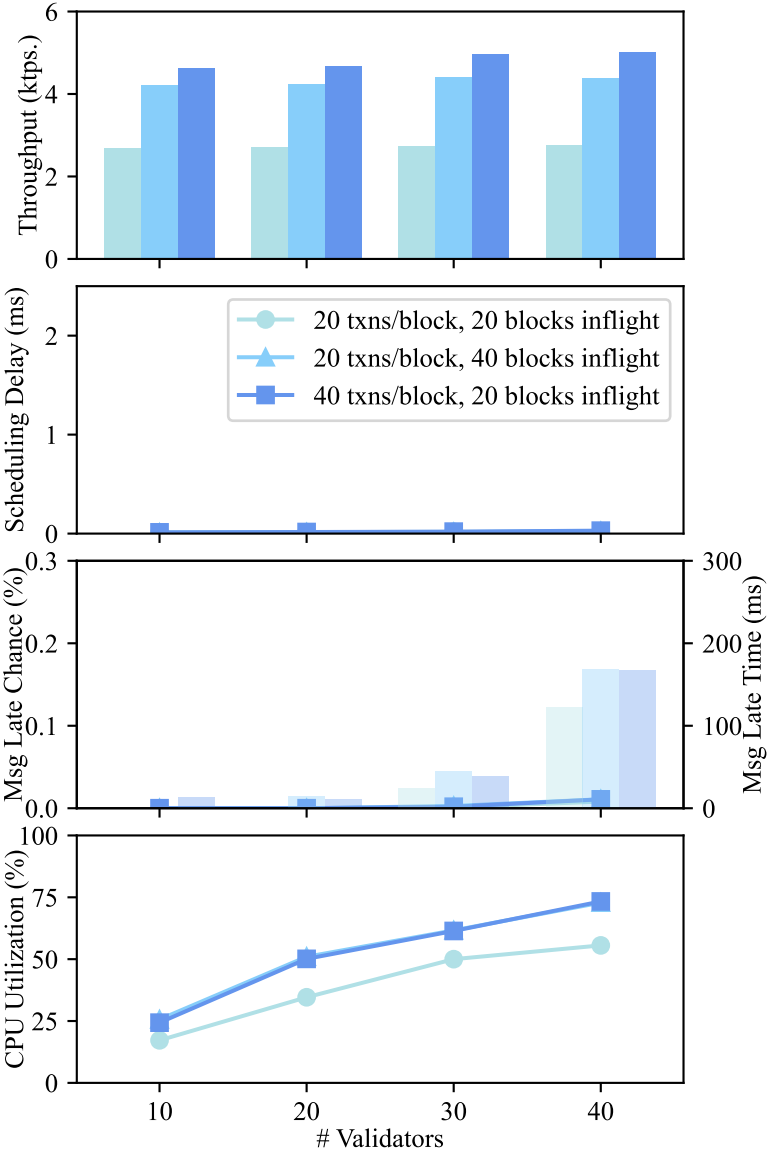 6
4
2
0
Throughput (ktps.)
2
1
0
Scheduling Delay (ms)
20 txns/block, 20 blocks inflight
20 txns/block, 40 blocks inflight
40 txns/block, 20 blocks inflight
0.3
0.2
0.1
0.0
Msg Late Chance (%)
300
200
100
0
Msg Late Time (ms)
100
75
50
25
0
CPU Utilization (%)
10 20 30 40
# Validators